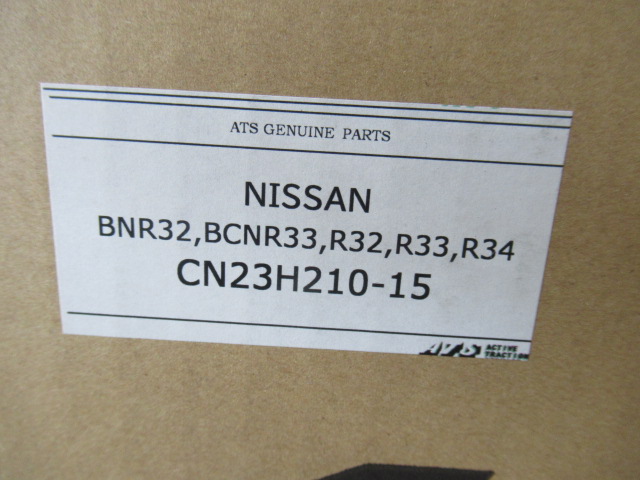 ATS GENUINE PARTS
NISSAN
BNR32,BCNR33,R32,R33,R34
CN23H210-15
ATS ACTIVE
TRACTION